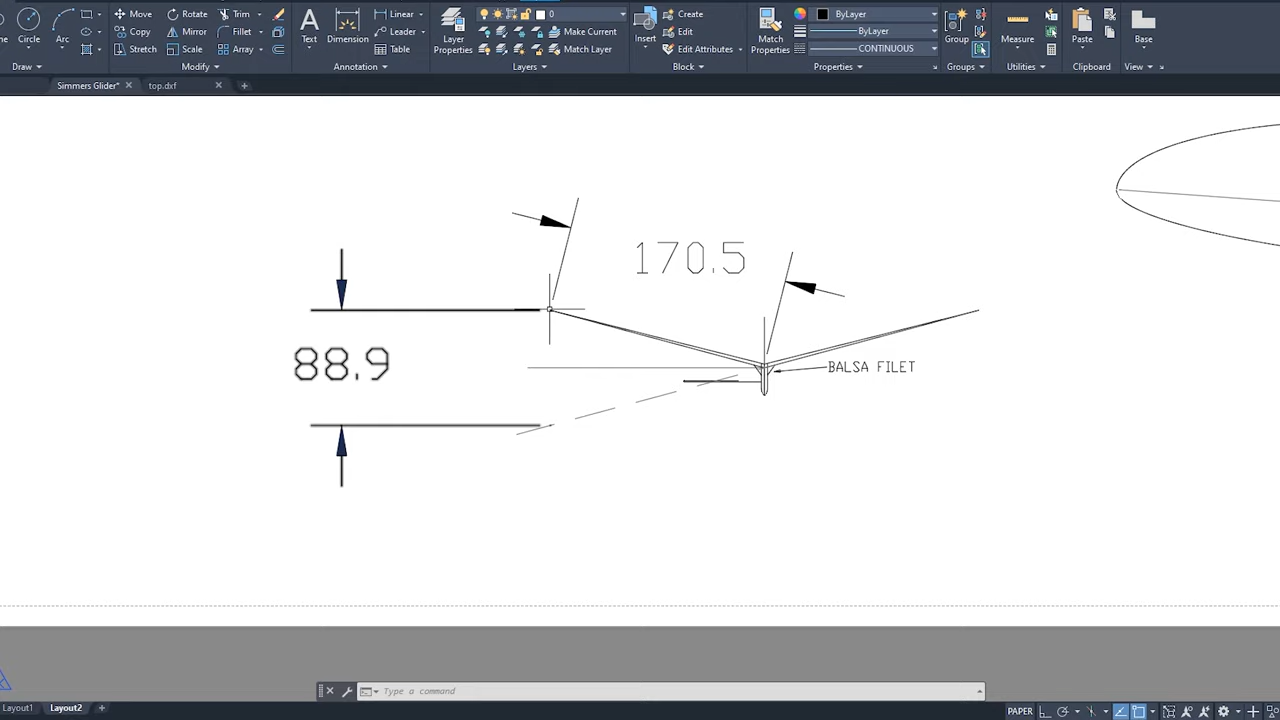 Circle Arc Move Rotate Trim Copy Mirror Fillet Stretch Scale Array Text Dimension Linear Leader Table Layer Properties 0 Make Current Match Layer Insert Create Edit Edit Attributes Match Properties ByLayer ByLayer CONTINUOUS Group Measure Paste Base
Draw Modify Annotation Layers Block Properties Groups Utilities Clipboard View
Simmers Glider* top.dxf
170.5
88.9
BALSA FILET
Type a command
Layout1 Layout2 PAPER